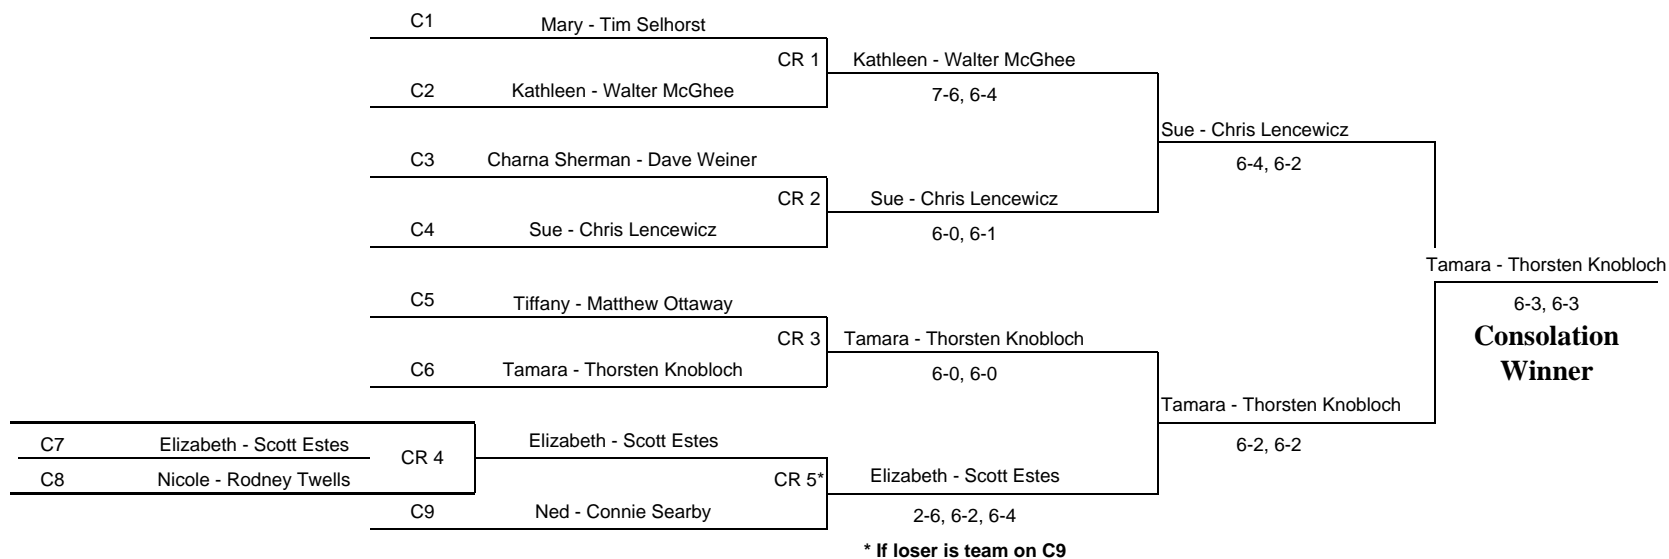 C1 Mary - Tim Selhorst
CR 1 Kathleen - Walter McGhee
C2 Kathleen - Walter McGhee 7-6, 6-4
Sue - Chris Lencewicz
C3 Charna Sherman - Dave Weiner 6-4, 6-2
CR 2 Sue - Chris Lencewicz
C4 Sue - Chris Lencewicz 6-0, 6-1
Tamara - Thorsten Knobloch
C5 Tiffany - Matthew Ottaway 6-3, 6-3
CR 3 Tamara - Thorsten Knobloch Consolation
C6 Tamara - Thorsten Knobloch 6-0, 6-0 Winner
Tamara - Thorsten Knobloch
C7 Elizabeth - Scott Estes CR 4 Elizabeth - Scott Estes 6-2, 6-2
C8 Nicole - Rodney Twells CR 5* Elizabeth - Scott Estes
C9 Ned - Connie Searby 2-6, 6-2, 6-4
* If loser is team on C9